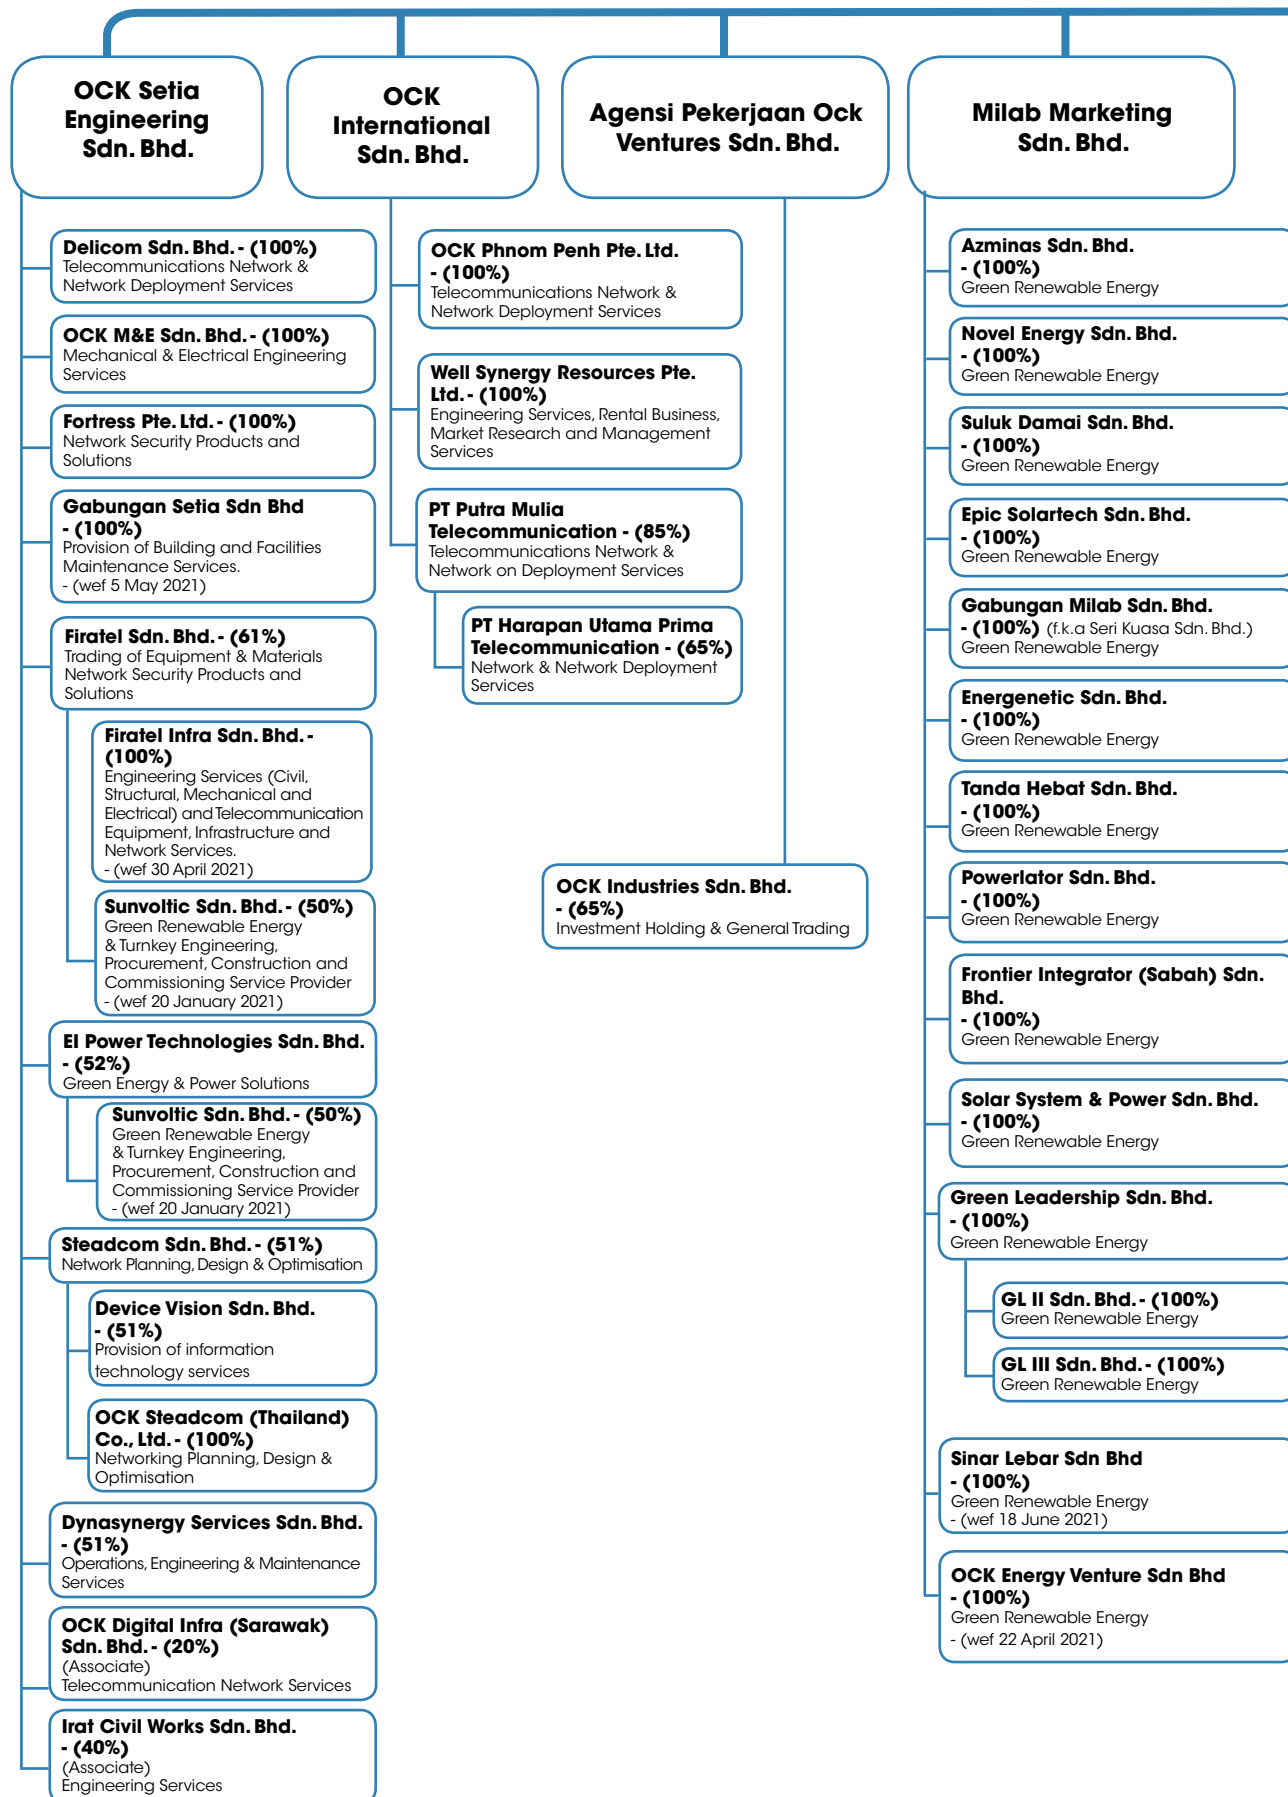 OCK Setia
Engineering
Sdn. Bhd.
Delicom Sdn. Bhd. - (100%)
Telecommunications Network &
Network Deployment Services
OCK M&E Sdn. Bhd. - (100%)
Mechanical & Electrical Engineering
Services
Fortress Pte. Ltd. - (100%)
Network Security Products and
Solutions
Gabungan Setia Sdn Bhd
- (100%)
Provision of Building and Facilities
Maintenance Services.
- (wef 5 May 2021)
Firatel Sdn. Bhd. - (61%)
Trading of Equipment & Materials
Network Security Products and
Solutions
Firatel Infra Sdn. Bhd. -
(100%)
Engineering Services (Civil,
Structural, Mechanical and
Electrical) and Telecommunication
Equipment, Infrastructure and
Network Services.
- (wef 30 April 2021)
Sunvoltic Sdn. Bhd. - (50%)
Green Renewable Energy
& Turnkey Engineering,
Procurement, Construction and
Commissioning Service Provider
- (wef 20 January 2021)
EI Power Technologies Sdn. Bhd.
- (52%)
Green Energy & Power Solutions
Sunvoltic Sdn. Bhd. - (50%)
Green Renewable Energy
& Turnkey Engineering,
Procurement, Construction and
Commissioning Service Provider
- (wef 20 January 2021)
Steadcom Sdn. Bhd. - (51%)
Network Planning, Design & Optimisation
Device Vision Sdn. Bhd.
- (51%)
Provision of information
technology services
OCK Steadcom (Thailand)
Co., Ltd. - (100%)
Networking Planning, Design &
Optimisation
Dynasynergy Services Sdn. Bhd.
- (51%)
Operations, Engineering & Maintenance
Services
OCK Digital Infra (Sarawak)
Sdn. Bhd. - (20%)
(Associate)
Telecommunication Network Services
Irat Civil Works Sdn. Bhd.
- (40%)
(Associate)
Engineering Services
OCK
International
Sdn. Bhd.
OCK Phnom Penh Pte. Ltd.
- (100%)
Telecommunications Network &
Network Deployment Services
Well Synergy Resources Pte.
Ltd. - (100%)
Engineering Services, Rental Business,
Market Research and Management
Services
PT Putra Mulia
Telecommunication - (85%)
Telecommunications Network &
Network on Deployment Services
PT Harapan Utama Prima
Telecommunication - (65%)
Network & Network Deployment
Services
Agensi Pekerjaan Ock
Ventures Sdn. Bhd.
OCK Industries Sdn. Bhd.
- (65%)
Investment Holding & General Trading
Milab Marketing
Sdn. Bhd.
Azminas Sdn. Bhd.
- (100%)
Green Renewable Energy
Novel Energy Sdn. Bhd.
- (100%)
Green Renewable Energy
Suluk Damai Sdn. Bhd.
- (100%)
Green Renewable Energy
Epic Solartech Sdn. Bhd.
- (100%)
Green Renewable Energy
Gabungan Milab Sdn. Bhd.
- (100%) (f.k.a Seri Kuasa Sdn. Bhd.)
Green Renewable Energy
Energenetic Sdn. Bhd.
- (100%)
Green Renewable Energy
Tanda Hebat Sdn. Bhd.
- (100%)
Green Renewable Energy
Powerlator Sdn. Bhd.
- (100%)
Green Renewable Energy
Frontier Integrator (Sabah) Sdn.
Bhd.
- (100%)
Green Renewable Energy
Solar System & Power Sdn. Bhd.
- (100%)
Green Renewable Energy
Green Leadership Sdn. Bhd.
- (100%)
Green Renewable Energy
GL II Sdn. Bhd. - (100%)
Green Renewable Energy
GL III Sdn. Bhd. - (100%)
Green Renewable Energy
Sinar Lebar Sdn Bhd
- (100%)
Green Renewable Energy
- (wef 18 June 2021)
OCK Energy Venture Sdn Bhd
- (100%)
Green Renewable Energy
- (wef 22 April 2021)